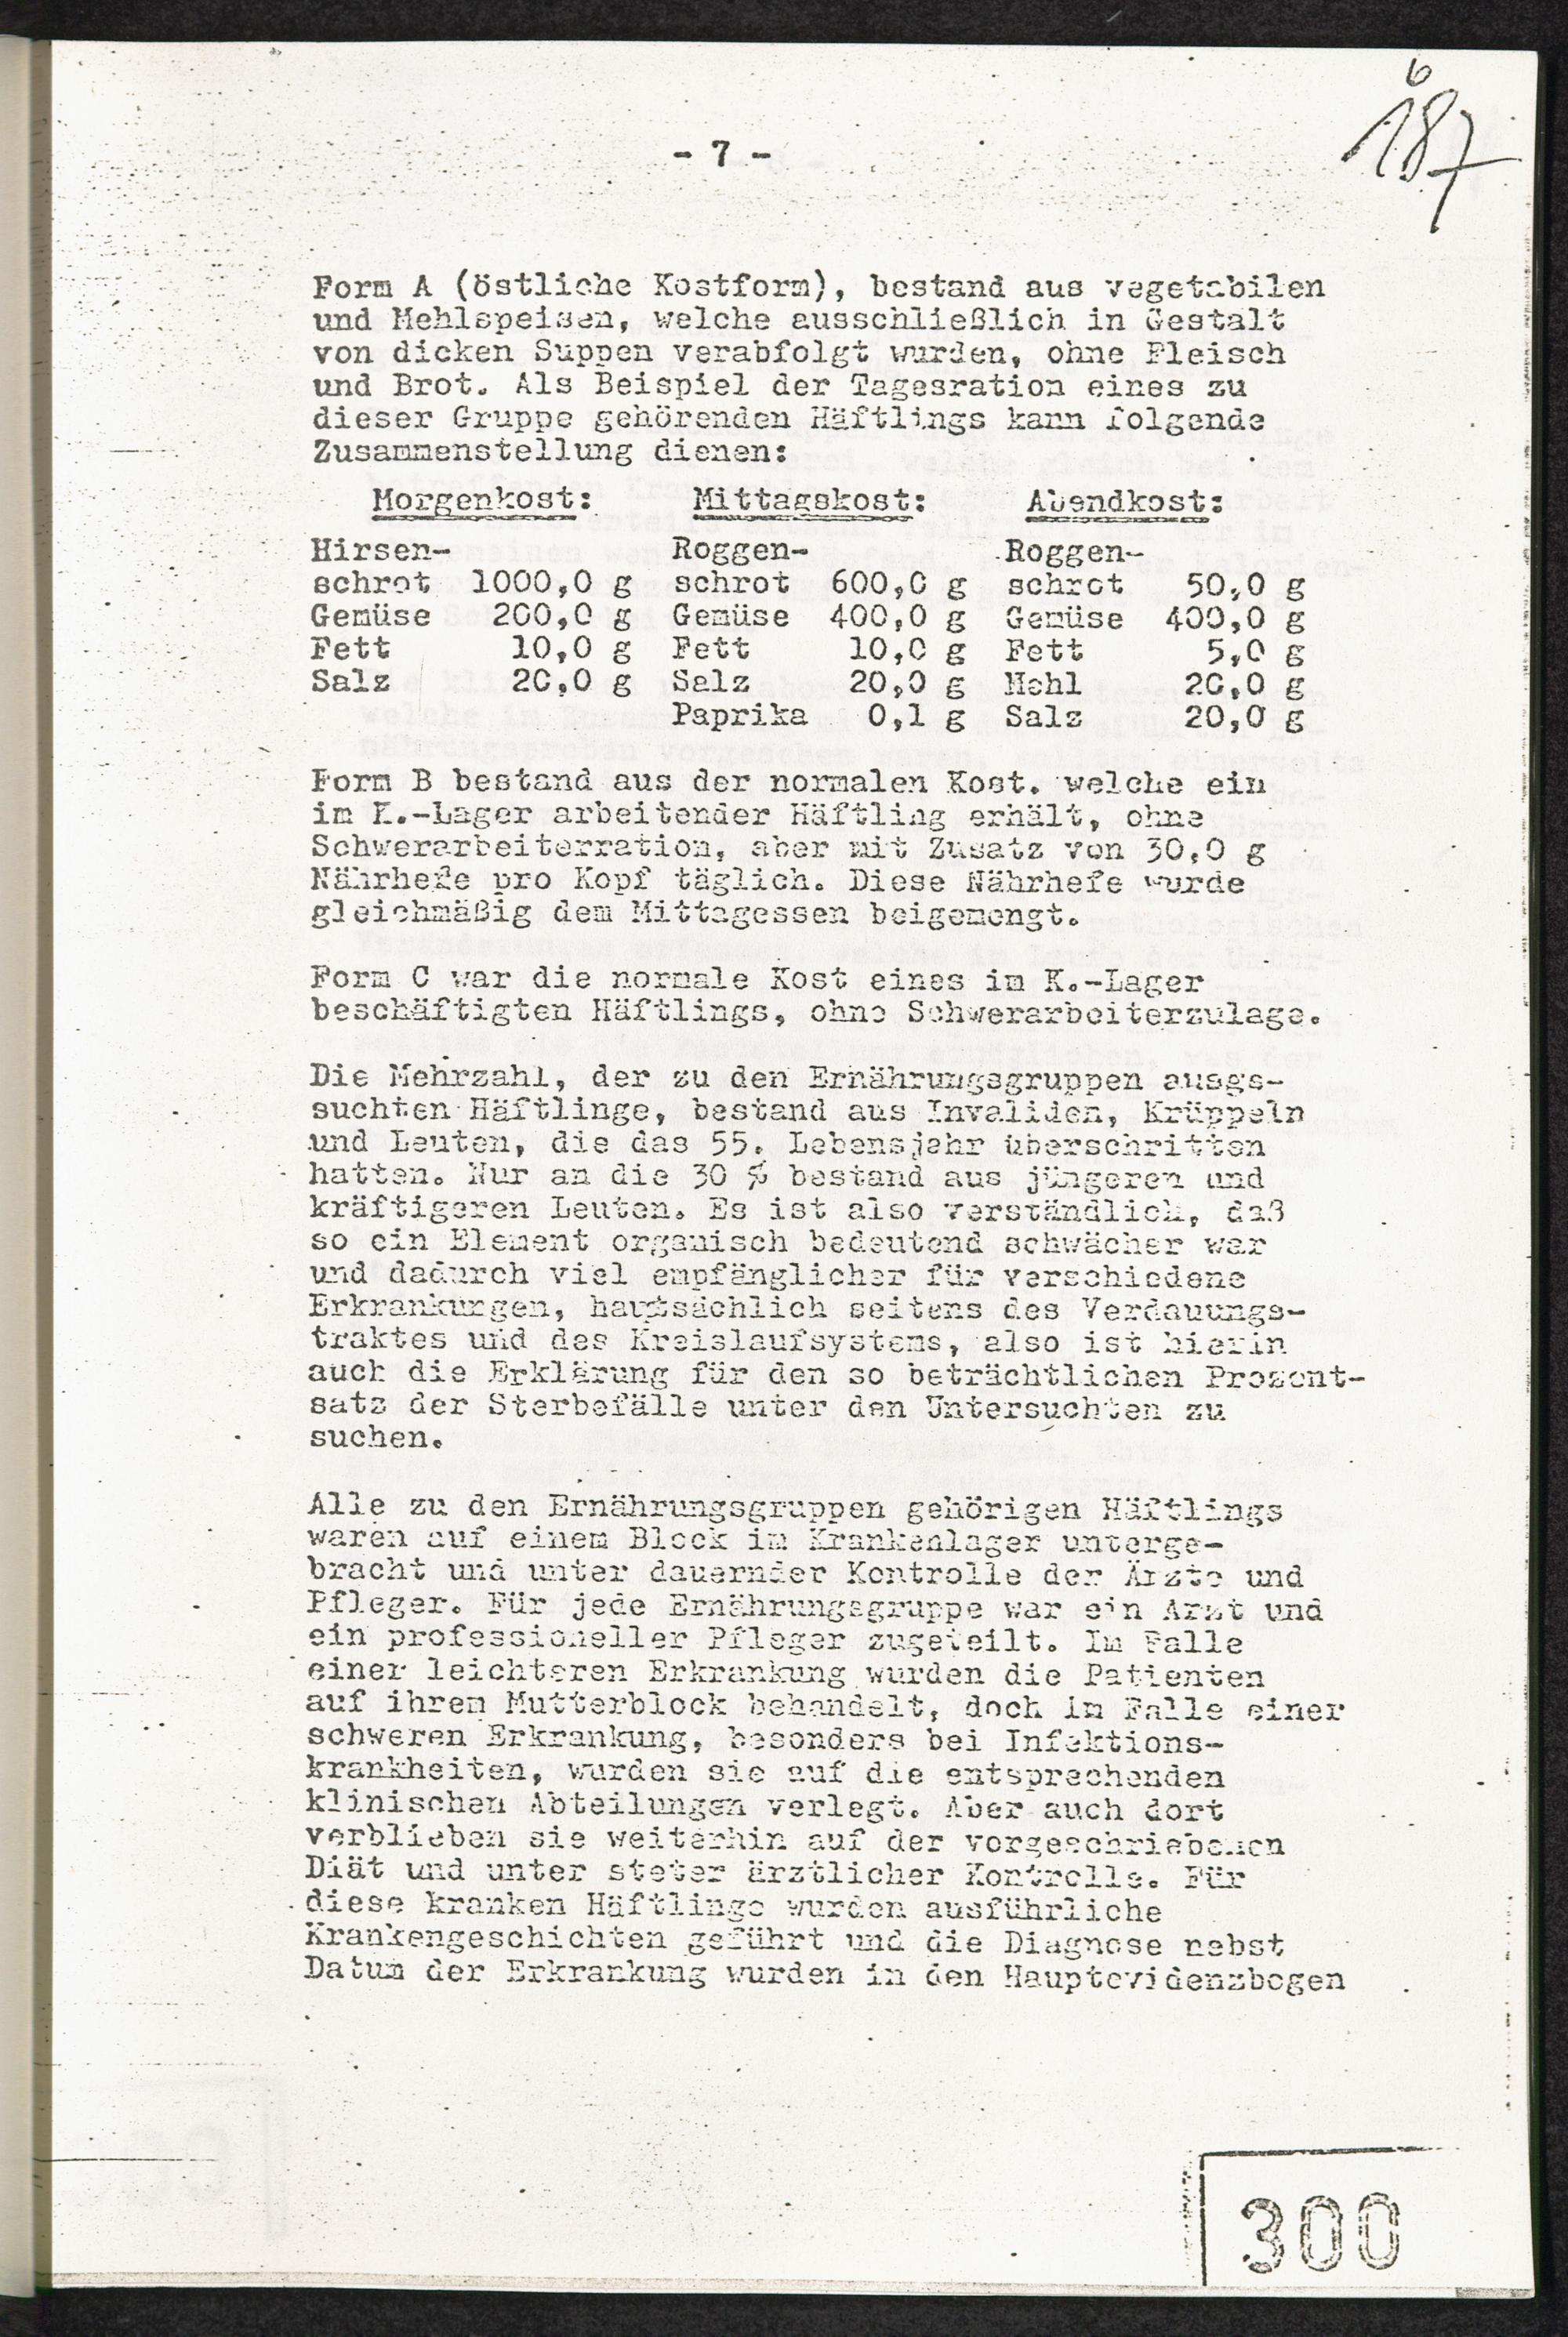 6
187
- 7 -
Form A (östliche Kostform), bestand aus vegetabilen
und Mehlspeisen, welche ausschließlich in Gestalt
von dicken Suppen verabfolgt wurden, ohne Fleisch
und Brot. Als Beispiel der Tagesration eines zu
dieser Gruppe gehörenden Häftlings kann folgende
Zusammenstellung dienen:
Morgenkost: Mittagskost: Abendkost:
Hirsen- Roggen- Roggen-
schrot 1000,0 g schrot 600,0 g schrot 50,0 g
Gemüse 200,0 g Gemüse 400,0 g Gemüse 400,0 g
Fett 10,0 g Fett 10,0 g Fett 5,0 g
Salz 20,0 g Salz 20,0 g Mehl 20,0 g
Paprika 0,1 g Salz 20,0 g
Form B bestand aus der normalen Kost. welche ein
im K.-Lager arbeitender Häftling erhält, ohne
Schwerarbeiterration, aber mit Zusatz von 30,0 g
Nährhefe pro Kopf täglich. Diese Nährhefe wurde
gleichmäßig dem Mittagessen beigemengt.
Form C war die normale Kost eines im K.-Lager
beschäftigten Häftlings, ohne Schwerarbeiterzulage.
Die Mehrzahl, der zu den Ernährungsgruppen ausge-
suchten Häftlinge, bestand aus Invaliden, Krüppeln
und Leuten, die das 55. Lebensjahr überschritten
hatten. Nur an die 30 % bestand aus jüngeren und
kräftigeren Leuten. Es ist also verständlich, daß
so ein Element organisch bedeutend schwächer war
und dadurch viel empfänglicher für verschiedene
Erkrankungen, hauptsächlich seitens des Verdauungs-
traktes und des Kreislaufsystems, also ist hierin
auch die Erklärung für den so beträchtlichen Prozent-
satz der Sterbefälle unter den Untersuchten zu
suchen.
Alle zu den Ernährungsgruppen gehörigen Häftlings
waren auf einem Block im Krankenlager unterge-
bracht und unter dauernder Kontrolle der Ärzte und
Pfleger. Für jede Ernährungsgruppe war ein Arzt und
ein professioneller Pfleger zugeteilt. Im Falle
einer leichteren Erkrankung wurden die Patienten
auf ihrem Mutterblock behandelt, doch im Falle einer
schweren Erkrankung, besonders bei Infektions-
krankheiten, wurden sie auf die entsprechenden
klinischen Abteilungen verlegt. Aber auch dort
verblieben sie weiterhin auf der vorgeschriebenen
Diät und unter steter ärztlicher Kontrolle. Für
diese kranken Häftlinge wurden ausführliche
Krankengeschichten geführt und die Diagnose nebst
Datum der Erkrankung wurden in den Hauptevidenzbogen
300